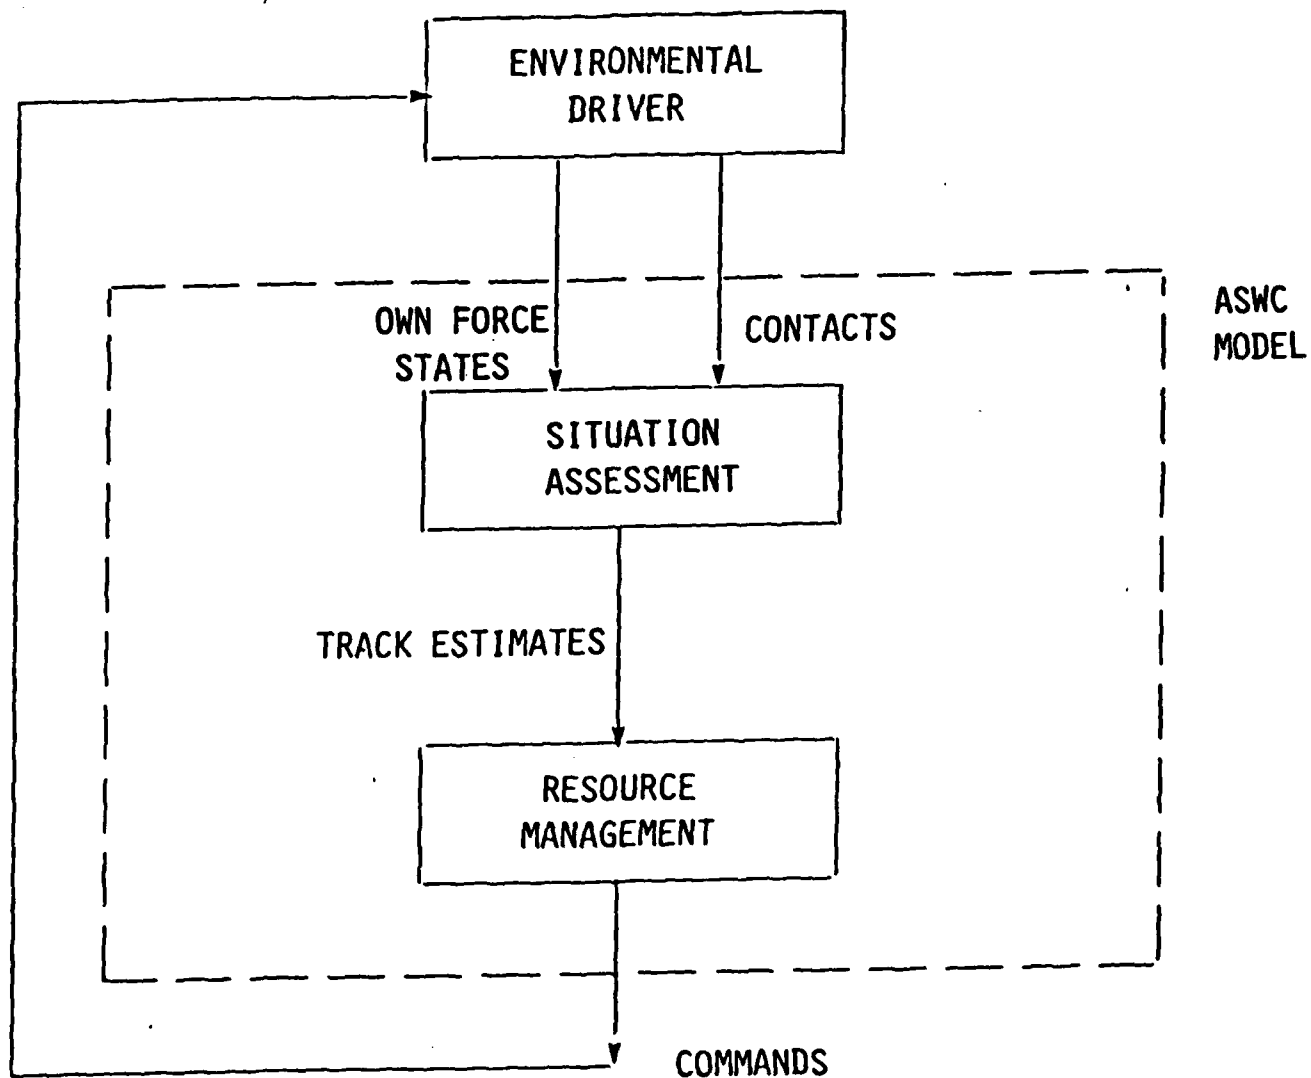 ENVIRONMENTAL
DRIVER
OWN FORCE
STATES
CONTACTS
ASWC
MODEL
SITUATION
ASSESSMENT
TRACK ESTIMATES
RESOURCE
MANAGEMENT
COMMANDS